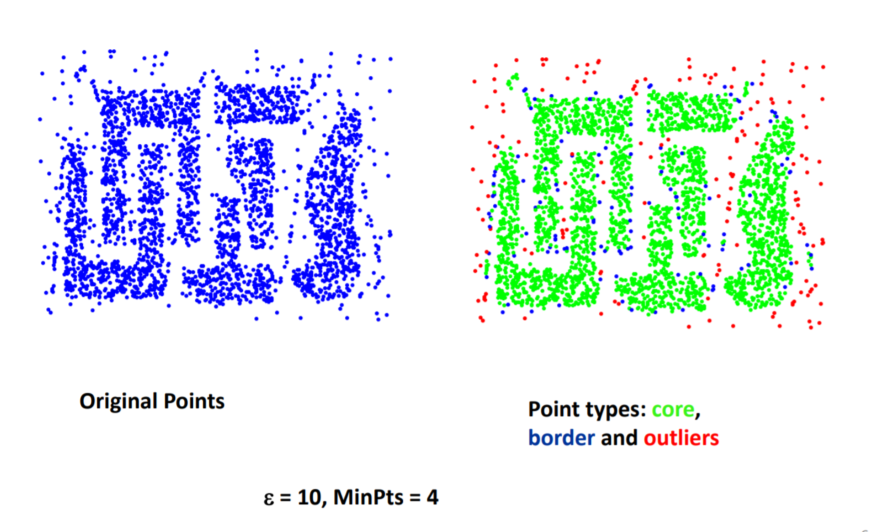 Original Points
Point types: core,
border and outliers
ε = 10, MinPts = 4